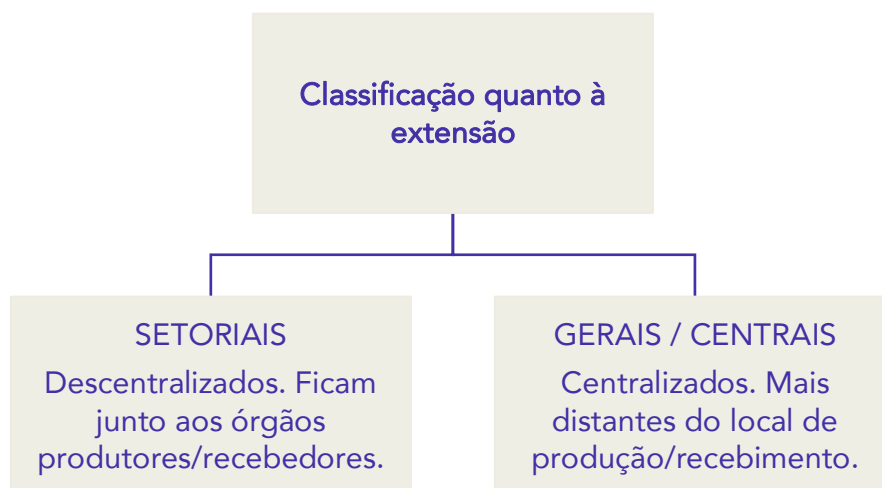 Classificação quanto à
extensão
SETORIAIS
Descentralizados. Ficam
junto aos órgãos
produtores/recebedores.
GERAIS / CENTRAIS
Centralizados. Mais
distantes do local de
produção/recebimento.